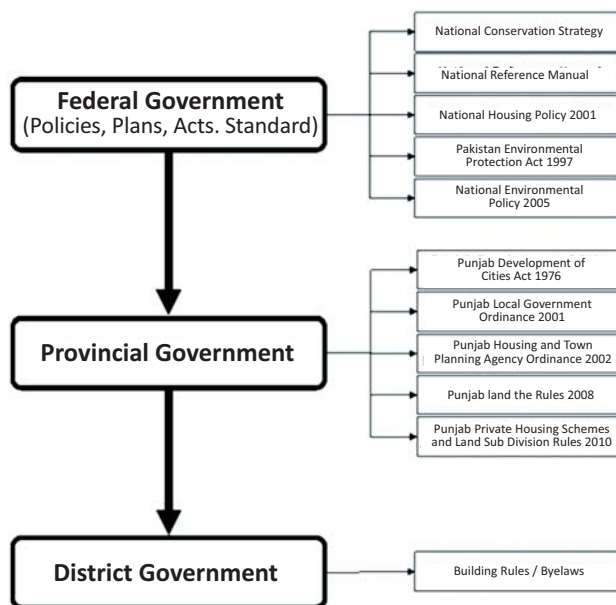 National Conservation Strategy
National Reference Manual
Federal Government
(Policies, Plans, Acts. Standard)
National Housing Policy 2001
Pakistan Environmental
Protection Act 1997
National Environmental
Policy 2005
Punjab Development of
Cities Act 1976
Punjab Local Government
Ordinance 2001
Provincial Government
Punjab Housing and Town
Planning Agency Ordinance 2002
Punjab land the Rules 2008
Punjab Private Housing Schemes
and Land Sub Division Rules 2010
District Government
Building Rules / Byelaws